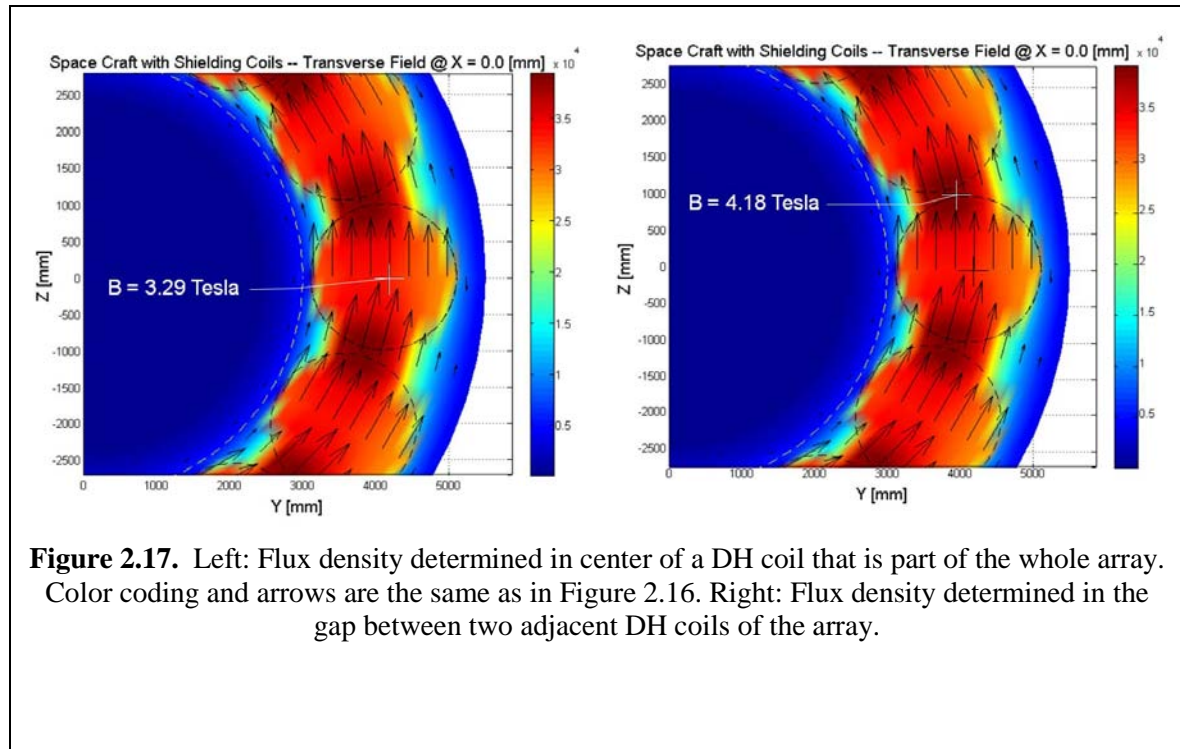 Space Craft with Shielding Coils -- Transverse Field @ X = 0.0 [mm] x 10^4
2500
2000
1500
1000
500
0
-500
-1000
-1500
-2000
-2500
Z [mm]
B = 3.29 Tesla
3.5
3
2.5
2
1.5
1
0.5
0 1000 2000 3000 4000 5000
Y [mm]
Space Craft with Shielding Coils -- Transverse Field @ X = 0.0 [mm] x 10^4
2500
2000
1500
1000
500
0
-500
-1000
-1500
-2000
-2500
Z [mm]
B = 4.18 Tesla
3.5
3
2.5
2
1.5
1
0.5
0 1000 2000 3000 4000 5000
Y [mm]
Figure 2.17. Left: Flux density determined in center of a DH coil that is part of the whole array.
Color coding and arrows are the same as in Figure 2.16. Right: Flux density determined in the
gap between two adjacent DH coils of the array.